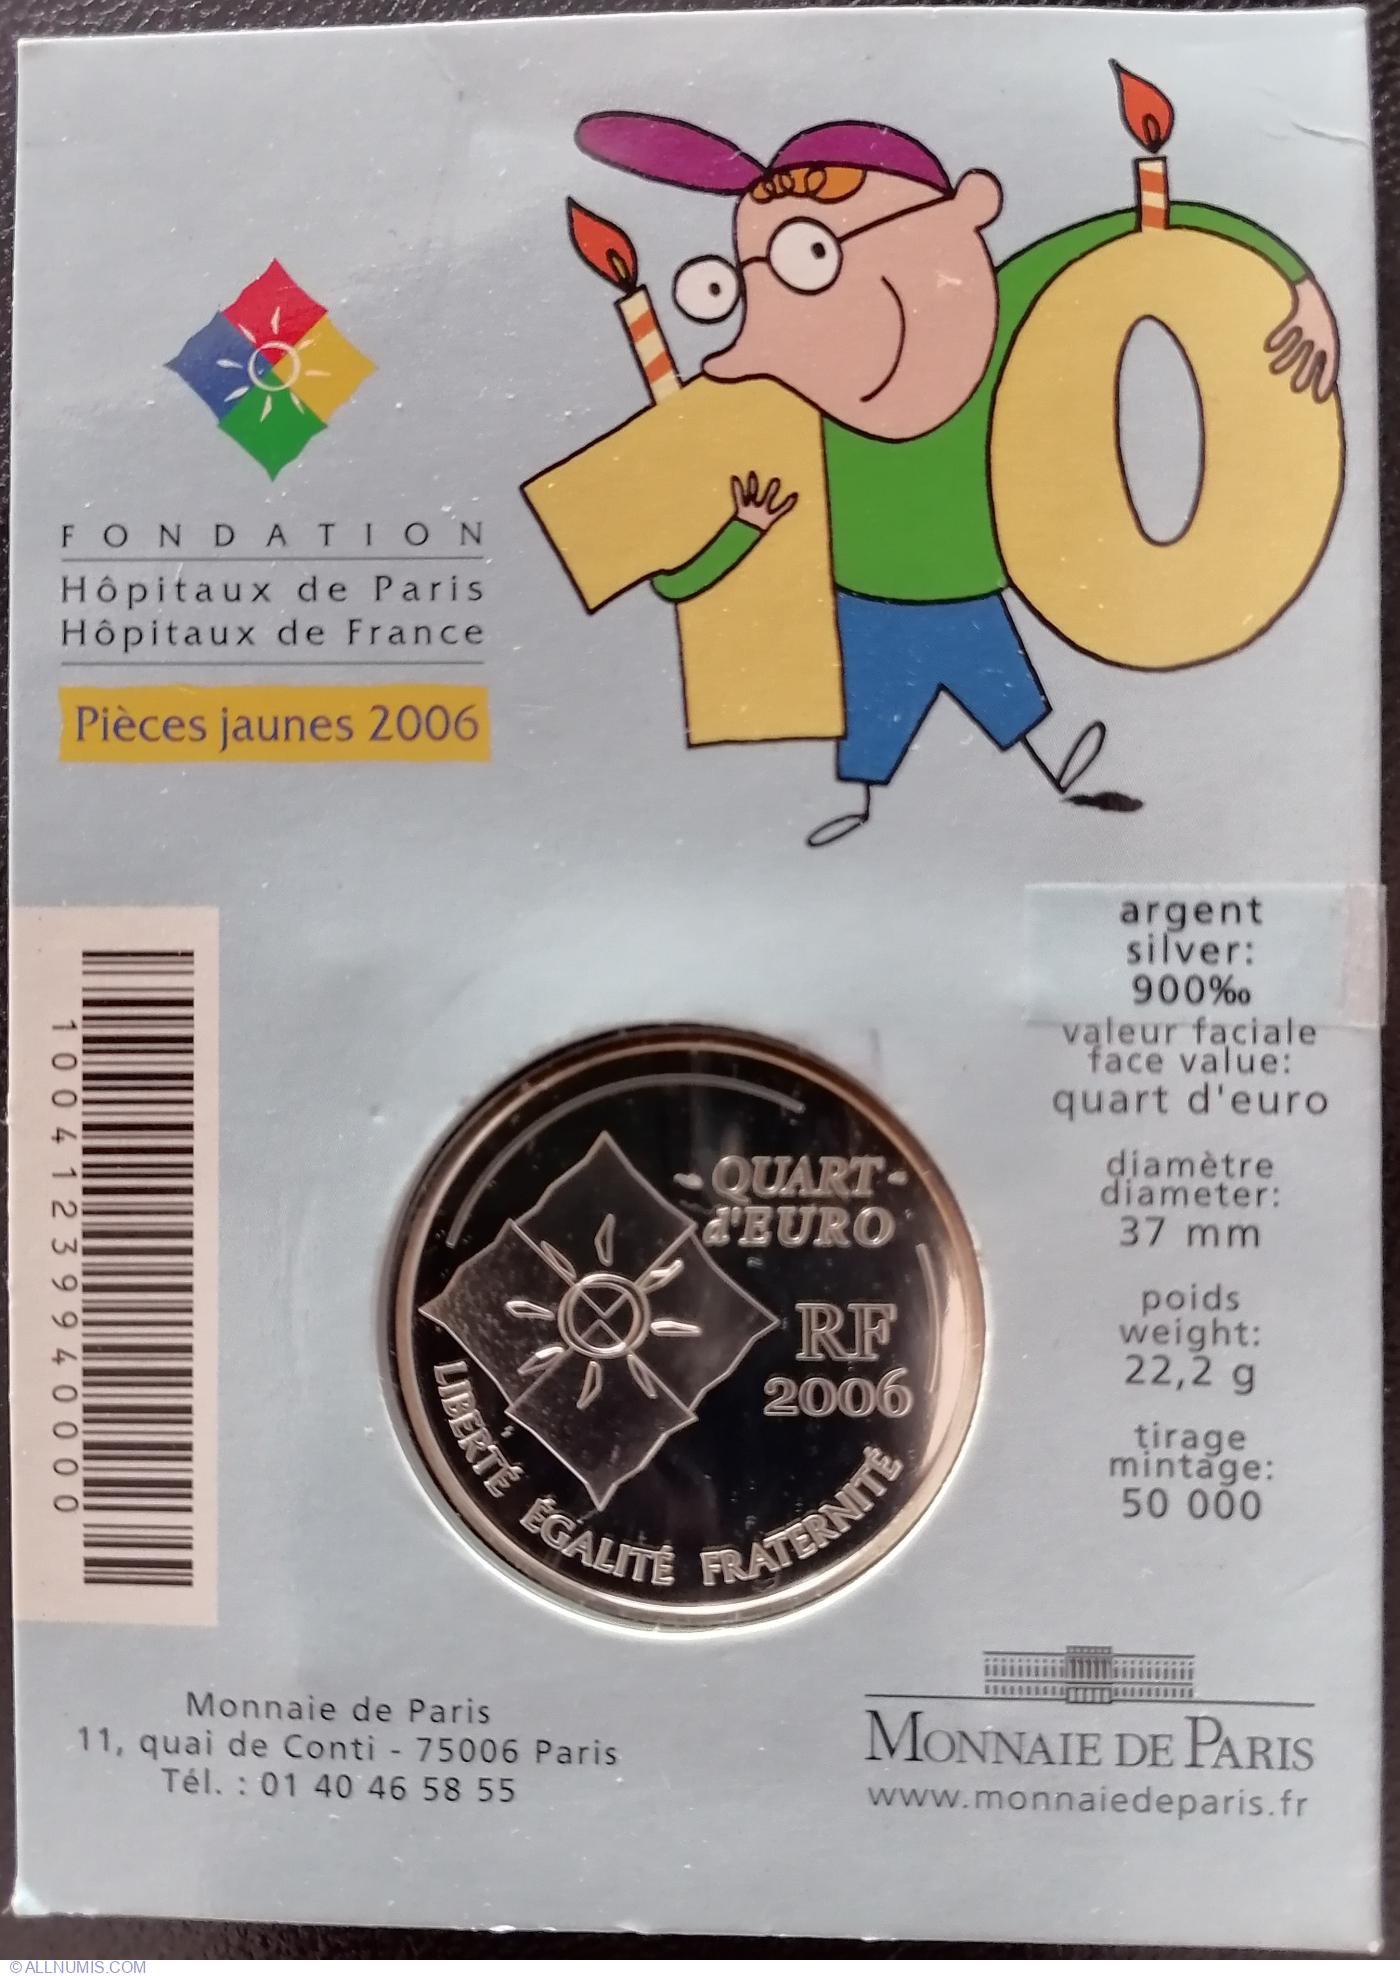 10
FONDATION
Hôpitaux de Paris
Hôpitaux de France
Pièces jaunes 2006
argent
silver:
900‰
valeur faciale
face value:
quart d'euro
diamètre
diameter:
37 mm
poids
weight:
22,2 g
tirage
mintage:
50 000
10041239940000
- QUART -
d'EURO
RF
2006
LIBERTÉ ÉGALITÉ FRATERNITÉ
Monnaie de Paris
11, quai de Conti - 75006 Paris
Tél. : 01 40 46 58 55
MONNAIE DE PARIS
www.monnaiedeparis.fr
©ALLNUMIS.COM